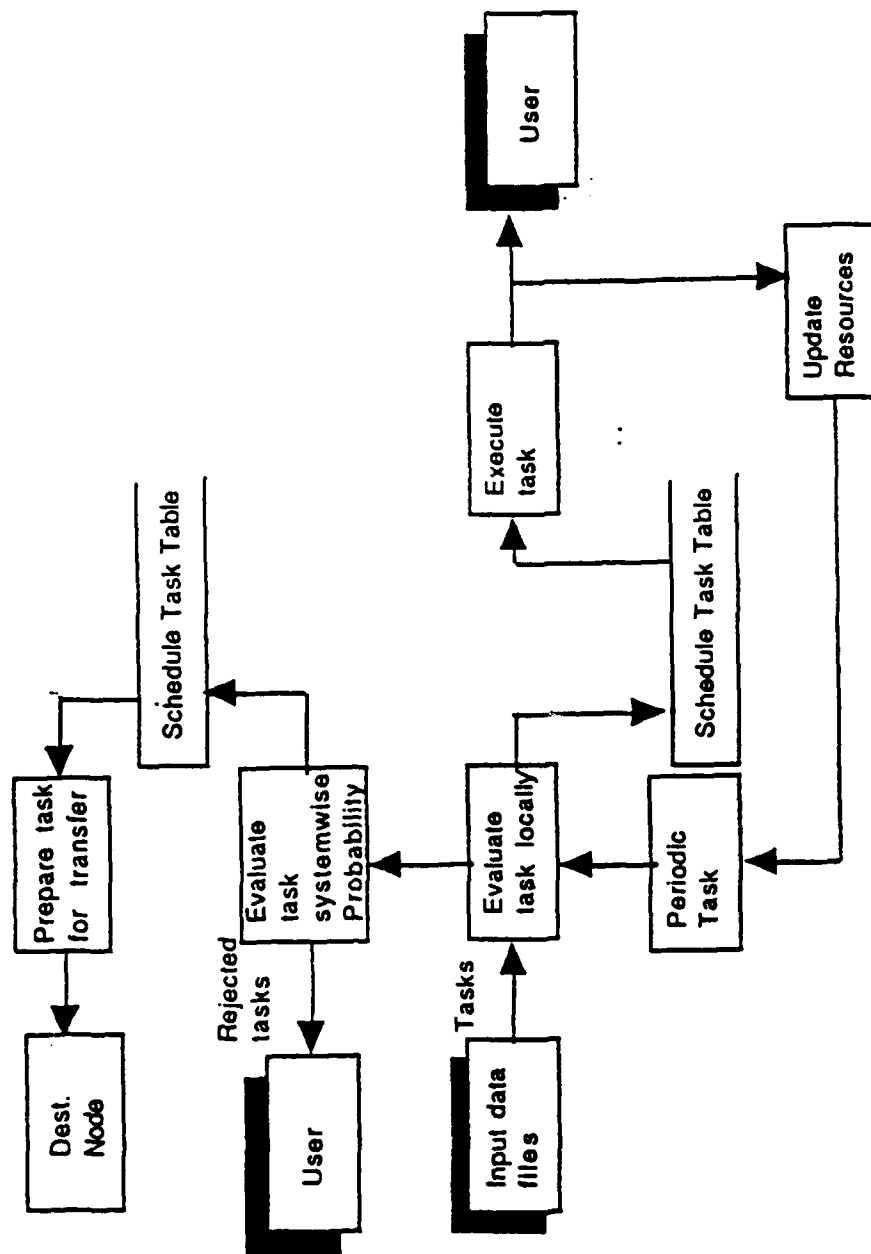 Dest.
Node
Prepare task
for transfer
Schedule Task Table
User
Rejected
tasks
Evaluate
task
systemwise
Probability
Input data
files
Tasks
Evaluate
task locally
Periodic
Task
Schedule Task Table
Execute
task
User
Update
Resources